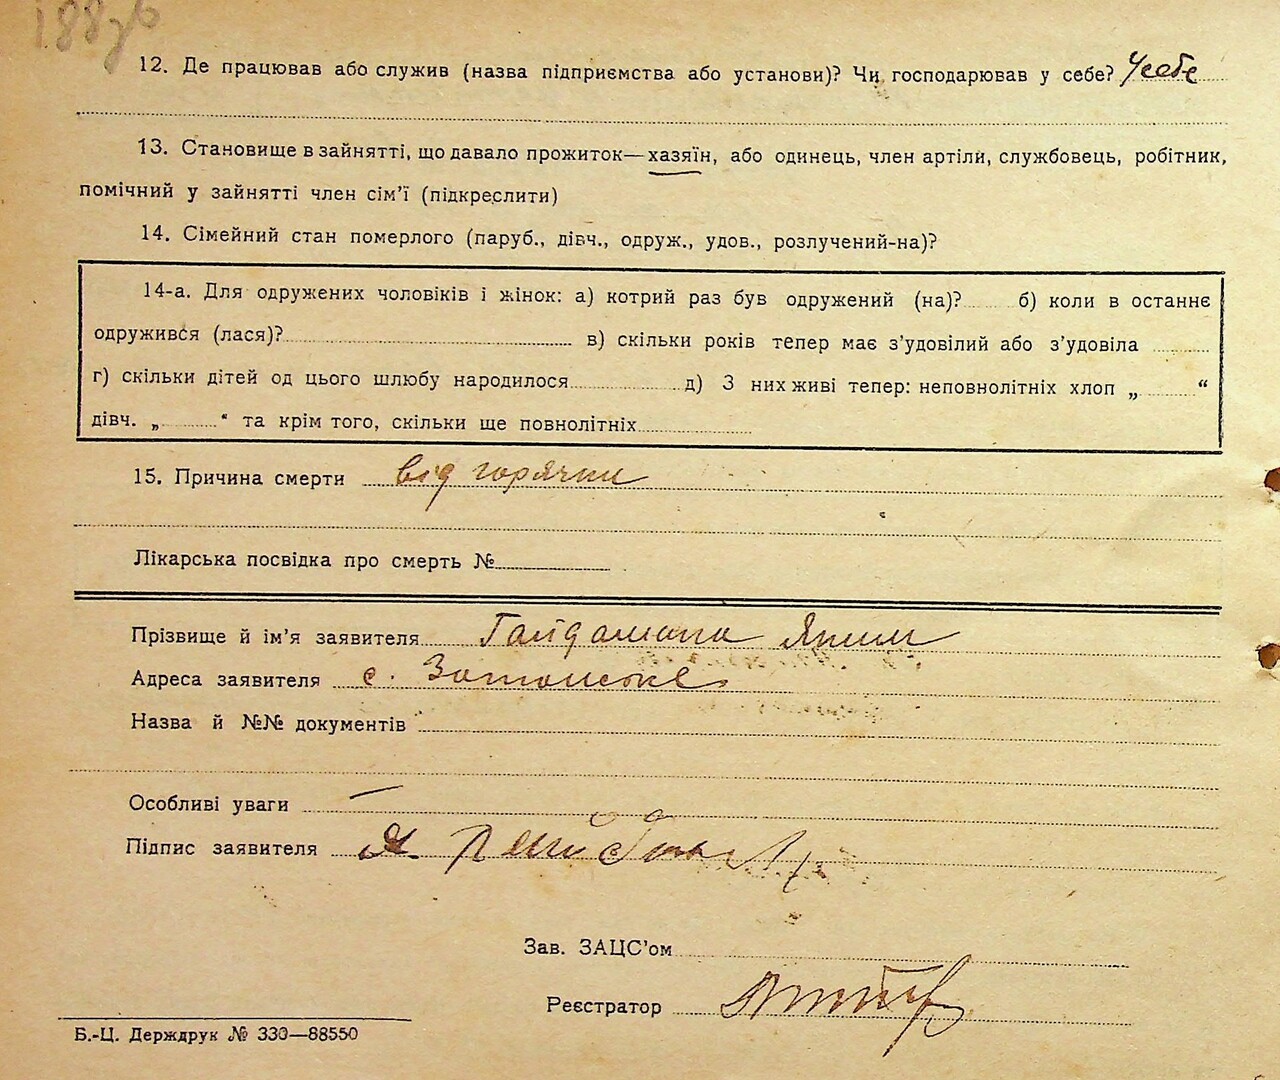 188
12. Де працював або служив (назва підприємства або установи)? Чи господарював у себе? У себе
13. Становище в зайнятті, що давало прожиток—хазяїн, або одинець, член артіли, службовець, робітник,
помічний у зайнятті член сім'ї (підкреслити)
14. Сімейний стан померлого (паруб., дівч., одруж., удов., розлучений-на)?
14-а. Для одружених чоловіків і жінок: а) котрий раз був одружений (на)? б) коли в останнє
одружився (лася)? в) скільки років тепер має з'удовілий або з'удовіла
г) скільки дітей од цього шлюбу народилося д) З них живі тепер: неповнолітніх хлоп „ “
дівч. „ “ та крім того, скільки ще повнолітніх
15. Причина смерти від горячки
Лікарська посвідка про смерть №
Прізвище й ім'я заявителя Гайдамака Яким
Адреса заявителя с. Затонське
Назва й №№ документів
Особливі уваги —
Підпис заявителя Я.
Зав. ЗАЦС'ом
Реєстратор
Б.-Ц. Держдрук № 330—88550